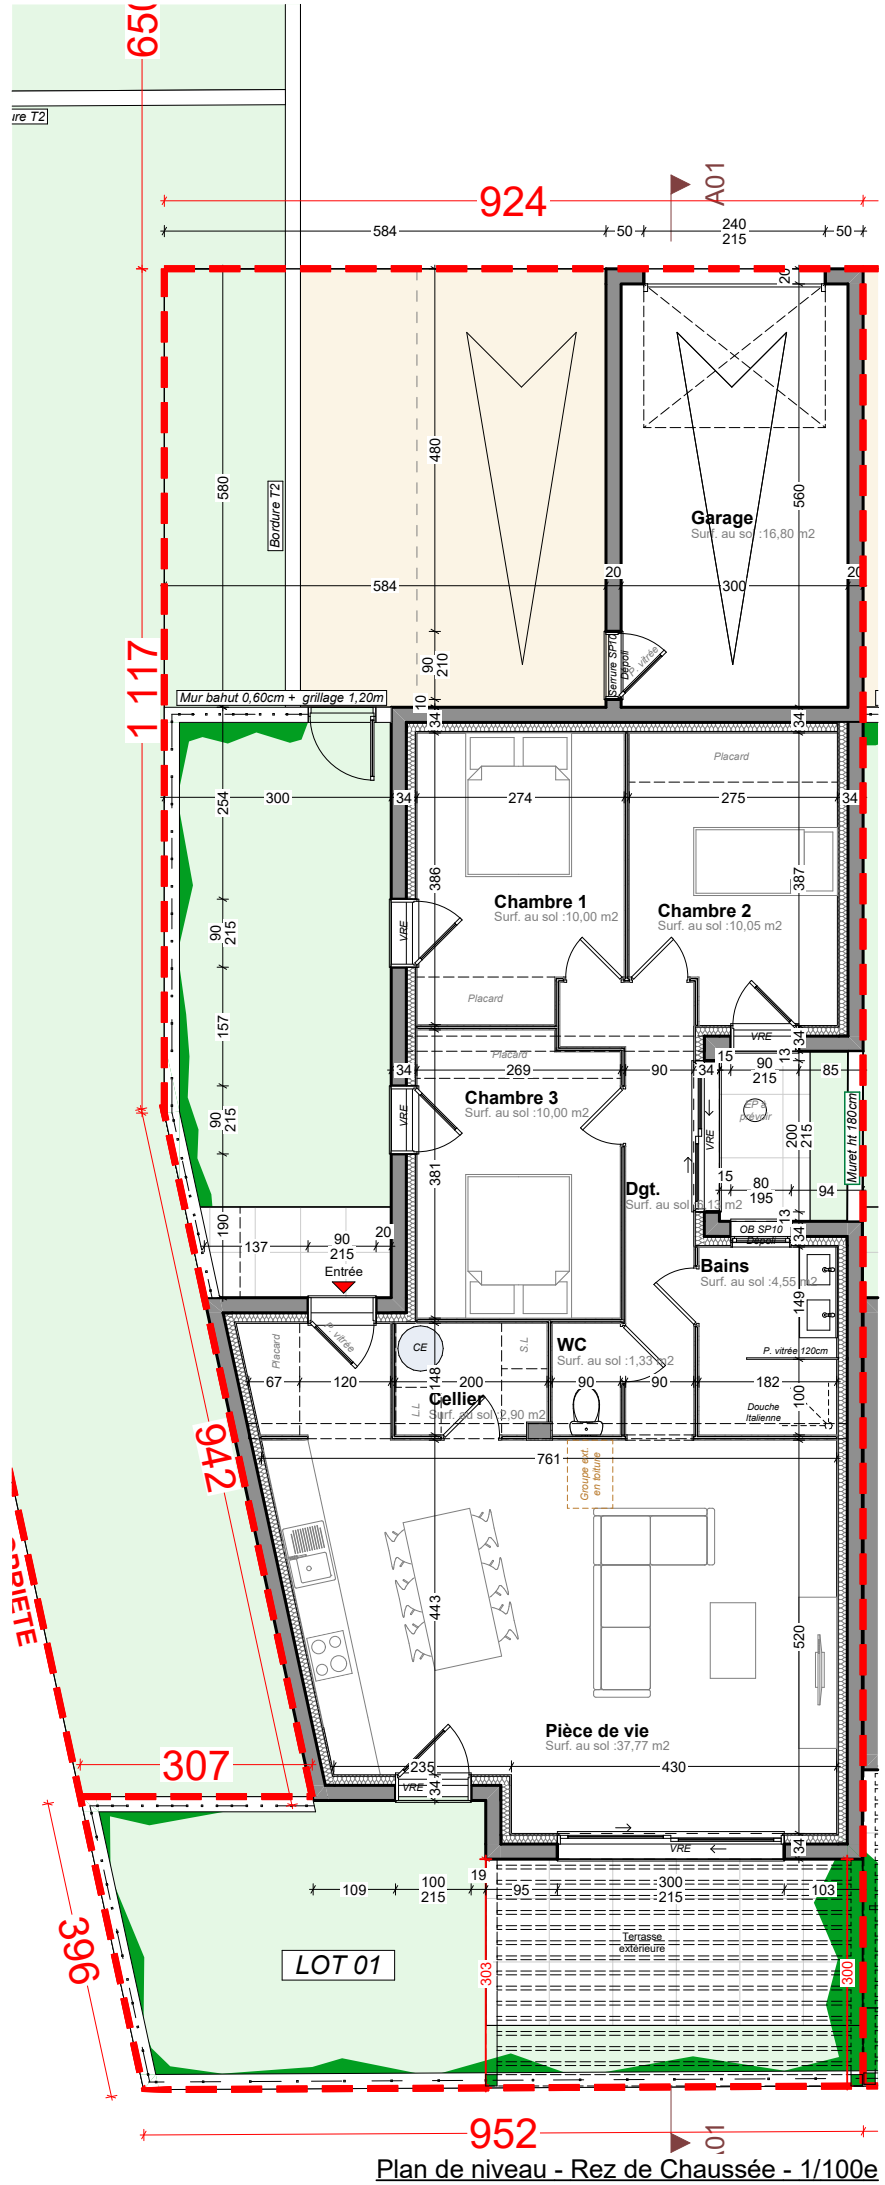 650
ure T2
A01
924
584
50
240
215
50
20
480
580
560
Bordure T2
Garage
Surf. au sol :16,80 m2
584
20
300
20
90
210
Serrure SP10
Dépoli
P. vitrée
1 117
Mur bahut 0,60cm + grillage 1,20m
10
34
34
Placard
254
300
34
274
275
34
386
387
Chambre 1
Surf. au sol :10,00 m2
Chambre 2
Surf. au sol :10,05 m2
90
215
VRE
Placard
157
VRE
34
Placard
15
90
215
13
85
34
269
90
34
Chambre 3
Surf. au sol :10,00 m2
90
215
VRE
VRE
EP à
prévoir
200
215
Muret ht 180cm
381
15
80
195
94
Dgt.
Surf. au sol :6,13 m2
190
137
90
215
20
13
34
OB SP10
Dépoli
Entrée
Bains
Surf. au sol :4,55 m2
149
P. vitrée
Placard
CE
S.L
WC
Surf. au sol :1,33 m2
P. vitrée 120cm
67
120
148
200
90
90
182
100
L.L
Cellier
Surf. au sol :2,90 m2
Douche
Italienne
942
761
Groupe ext.
en toiture
443
520
OPRIETE
Pièce de vie
Surf. au sol :37,77 m2
307
235
430
VRE
34
VRE
34
109
100
215
19
95
300
215
103
396
LOT 01
Terrasse
extérieure
303
300
952
A01
Plan de niveau - Rez de Chaussée - 1/100e